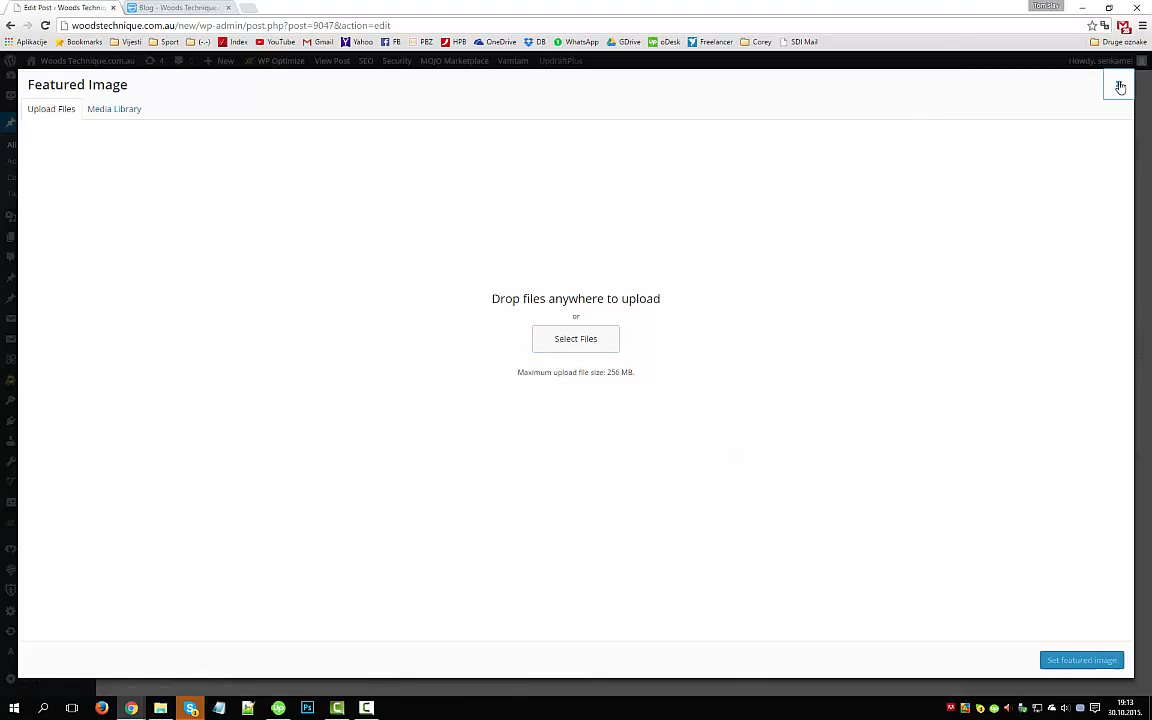 Edit Post ‹ Woods Techniq
Blog – Woods Technique.
Tomislav
woodstechnique.com.au/new/wp-admin/post.php?post=9047&action=edit
Aplikacije
Bookmarks
Vijesti
Sport
(-,-)
Index
YouTube
Gmail
Yahoo
FB
PBZ
HPB
OneDrive
DB
WhatsApp
GDrive
oDesk
Freelancer
Corey
SDI Mail
Druge oznake
Woods Technique.com.au
4
New
WP Optimize
View Post
SEO
Security
MOJO Marketplace
Vamtam
UpdraftPlus
Howdy, senkamel
Featured Image
Upload Files
Media Library
Drop files anywhere to upload
or
Select Files
Maximum upload file size: 256 MB.
Set featured image
19:13
30.10.2015.